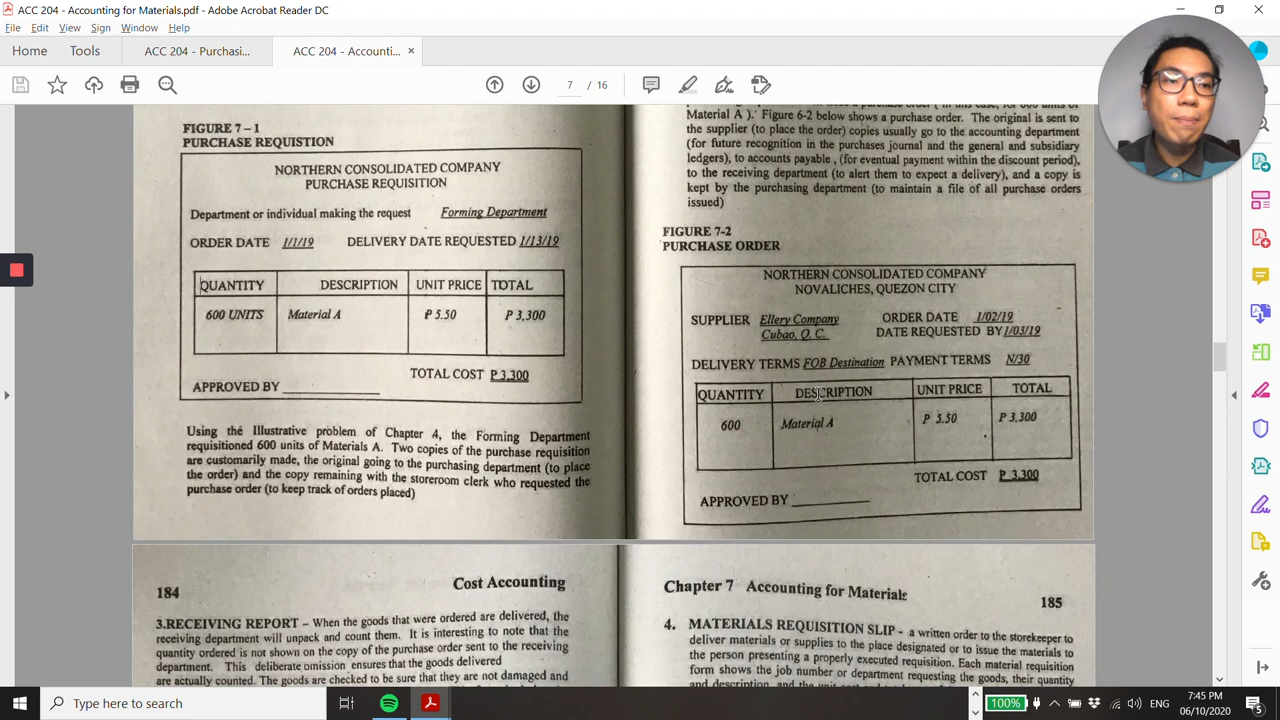 ACC 204 - Accounting for Materials.pdf - Adobe Acrobat Reader DC
File Edit View Sign Window Help
Home Tools ACC 204 - Purchasi... ACC 204 - Accounti... ×
7 / 16
FIGURE 7 – 1
PURCHASE REQUISTION
NORTHERN CONSOLIDATED COMPANY
PURCHASE REQUISITION
Department or individual making the request Forming Department
ORDER DATE 1/1/19 DELIVERY DATE REQUESTED 1/13/19
QUANTITY DESCRIPTION UNIT PRICE TOTAL
600 UNITS Material A ₱ 5.50 ₱ 3,300
TOTAL COST ₱ 3,300
APPROVED BY
Using the Illustrative problem of Chapter 4, the Forming Department
requisitioned 600 units of Materials A. Two copies of the purchase requisition
are customarily made, the original going to the purchasing department (to place
the order) and the copy remaining with the storeroom clerk who requested the
purchase order (to keep track of orders placed)
Material A ). Figure 6-2 below shows a purchase order. The original is sent to
the supplier (to place the order) copies usually go to the accounting department
(for future recognition in the purchases journal and the general and subsidiary
ledgers), to accounts payable , (for eventual payment within the discount period),
to the receiving department (to alert them to expect a delivery), and a copy is
kept by the purchasing department (to maintain a file of all purchase orders
issued)
FIGURE 7-2
PURCHASE ORDER
NORTHERN CONSOLIDATED COMPANY
NOVALICHES, QUEZON CITY
SUPPLIER Ellery Company ORDER DATE 1/02/19
Cubao, Q. C. DATE REQUESTED BY 1/03/19
DELIVERY TERMS FOB Destination PAYMENT TERMS N/30
QUANTITY DESCRIPTION UNIT PRICE TOTAL
600 Material A ₱ 5.50 ₱ 3,300
TOTAL COST ₱ 3,300
APPROVED BY
184 Cost Accounting
3.RECEIVING REPORT – When the goods that were ordered are delivered, the
receiving department will unpack and count them. It is interesting to note that the
quantity ordered is not shown on the copy of the purchase order sent to the receiving
department. This deliberate omission ensures that the goods delivered
are actually counted. The goods are checked to be sure that they are not damaged and
Chapter 7 Accounting for Materials
185
4. MATERIALS REQUISITION SLIP - a written order to the storekeeper to
deliver materials or supplies to the place designated or to issue the materials to
the person presenting a properly executed requisition. Each material requisition
form shows the job number or department requesting the goods, their quantity
and description, and the unit cost and
Type here to search
100%
ENG
7:45 PM
06/10/2020
5